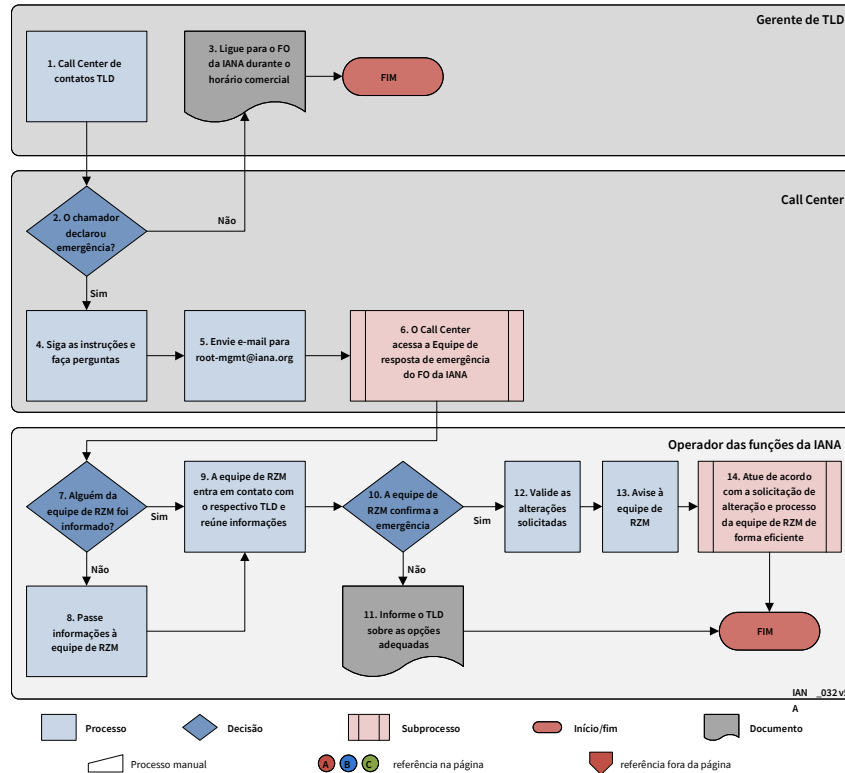 Gerente de TLD
1. Call Center de
contatos TLD
3. Ligue para o FO
da IANA durante o
horário comercial
FIM
Call Center
2. O chamador
declarou
emergência?
Não
Sim
4. Siga as instruções e
faça perguntas
5. Envie e-mail para
root-mgmt@iana.org
6. O Call Center
acessa a Equipe de
resposta de emergência
do FO da IANA
Operador das funções da IANA
7. Alguém da
equipe de RZM foi
informado?
Sim
Não
8. Passe
informações à
equipe de RZM
9. A equipe de RZM
entra em contato com
o respectivo TLD e
reúne informações
10. A equipe de
RZM confirma a
emergência
Sim
Não
11. Informe o TLD
sobre as opções
adequadas
12. Valide as
alterações
solicitadas
13. Avise à
equipe de
RZM
14. Atue de acordo
com a solicitação de
alteração e processo
da equipe de RZM de
forma eficiente
FIM
IAN _032 v
A
Processo
Decisão
Subprocesso
Início/fim
Documento
Processo manual
A B C referência na página
referência fora da página